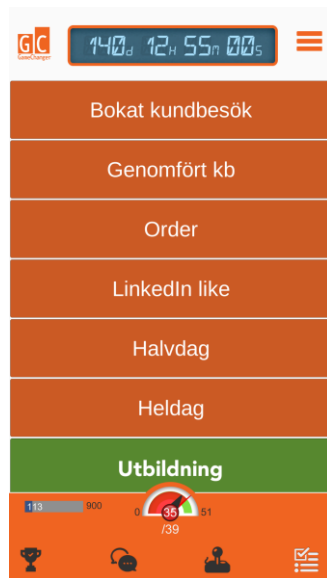 GC
GameChanger
140D 12H 55M 00S
Bokat kundbesök
Genomfört kb
Order
LinkedIn like
Halvdag
Heldag
Utbildning
113 900
0 35 51
/39